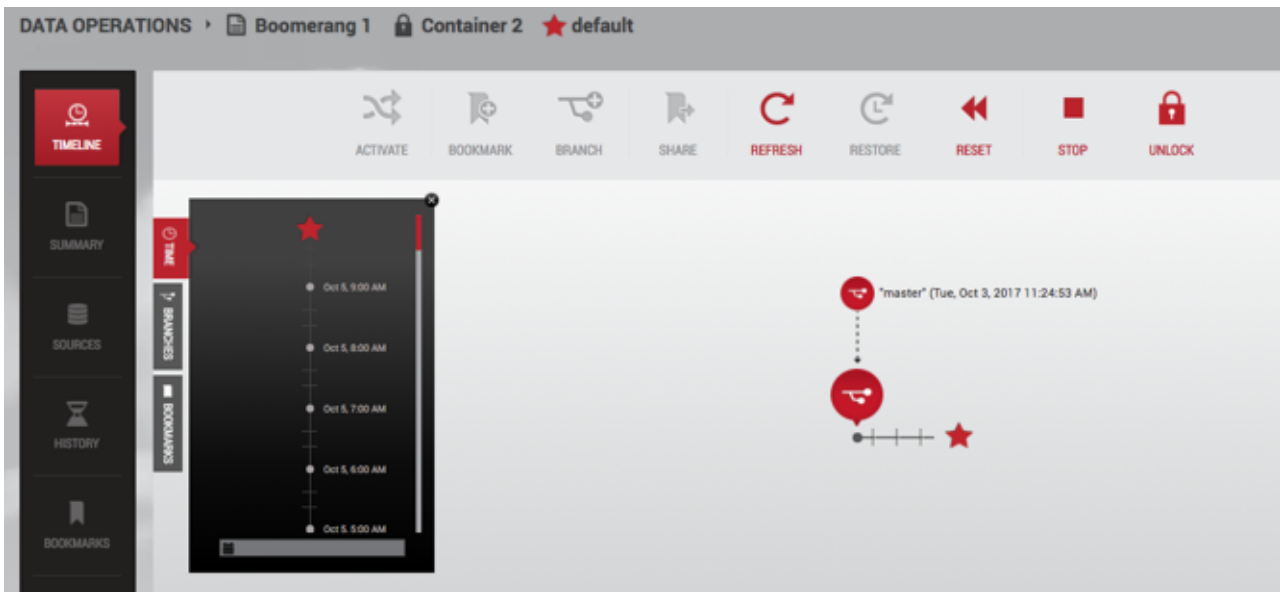 DATA OPERATIONS Boomerang 1 Container 2 default
TIMELINE
SUMMARY
SOURCES
HISTORY
BOOKMARKS
ACTIVATE BOOKMARK BRANCH SHARE REFRESH RESTORE RESET STOP UNLOCK
TIME
BRANCHES
BOOKMARKS
Oct 5, 9:00 AM
Oct 5, 8:00 AM
Oct 5, 7:00 AM
Oct 5, 6:00 AM
Oct 5, 5:00 AM
"master" (Tue, Oct 3, 2017 11:24:53 AM)